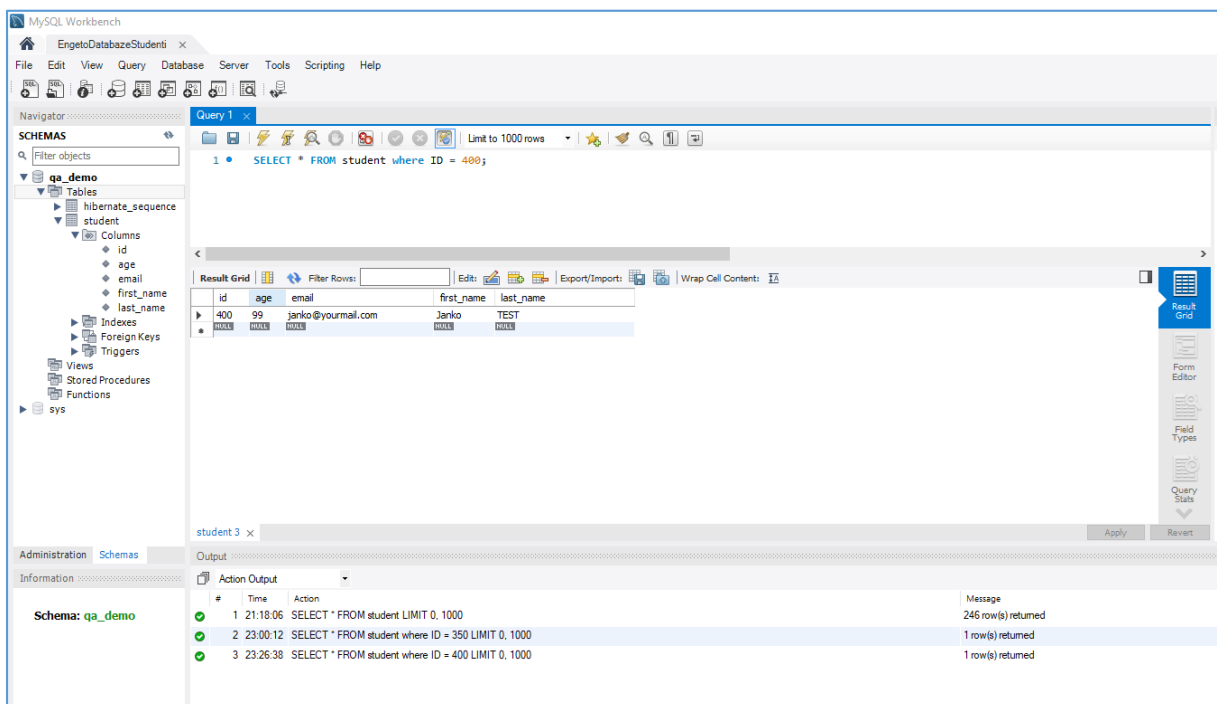 MySQL Workbench
EngetoDatabazeStudenti ×
File Edit View Query Database Server Tools Scripting Help
Navigator
SCHEMAS
Filter objects
qa_demo
Tables
hibernate_sequence
student
Columns
id
age
email
first_name
last_name
Indexes
Foreign Keys
Triggers
Views
Stored Procedures
Functions
sys
Administration Schemas
Information
Schema: qa_demo
Query 1 ×
Limit to 1000 rows
1 SELECT * FROM student where ID = 400;
Result Grid Filter Rows: Edit: Export/Import: Wrap Cell Content:
id age email first_name last_name
400 99 janko@yourmail.com Janko TEST
NULL NULL NULL NULL NULL
Result
Grid
Form
Editor
Field
Types
Query
Stats
student 3 ×
Apply Revert
Output
Action Output
# Time Action Message
1 21:18:06 SELECT * FROM student LIMIT 0, 1000 246 row(s) returned
2 23:00:12 SELECT * FROM student where ID = 350 LIMIT 0, 1000 1 row(s) returned
3 23:26:38 SELECT * FROM student where ID = 400 LIMIT 0, 1000 1 row(s) returned